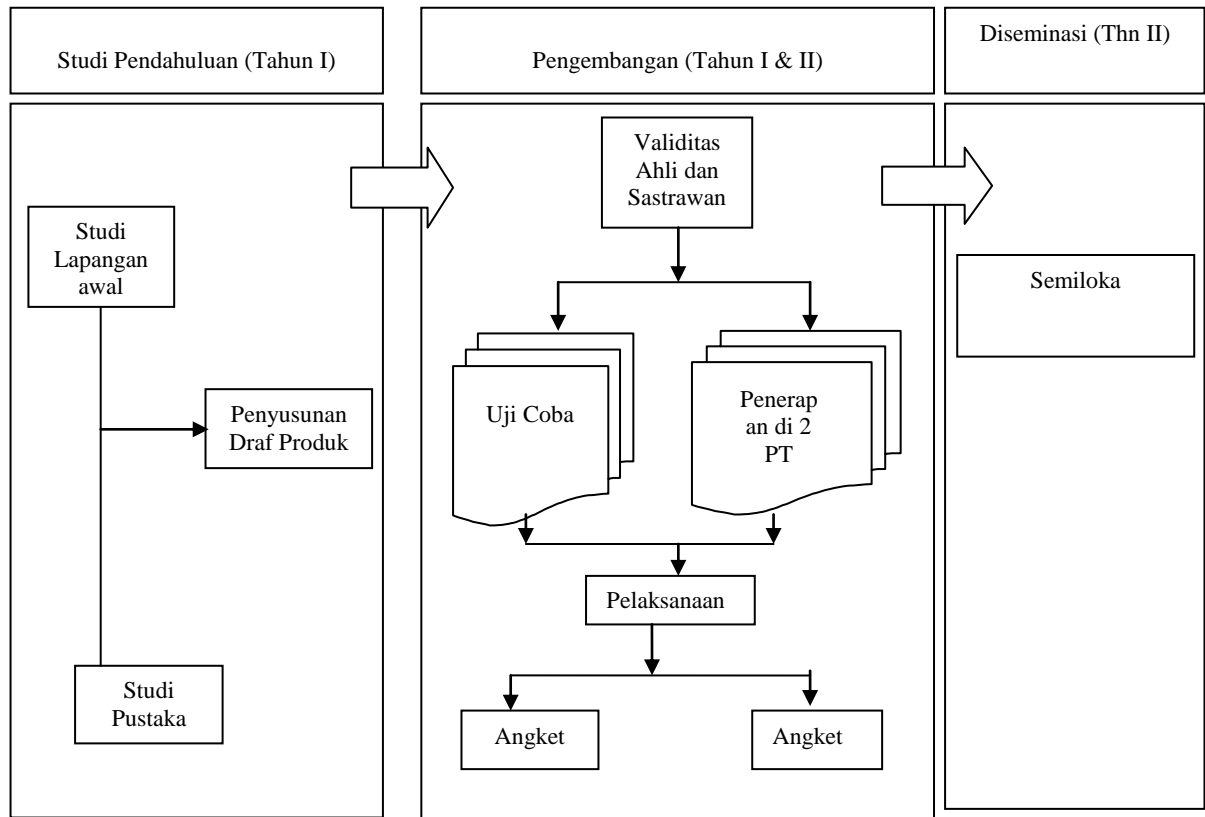 Studi Pendahuluan (Tahun I)
Pengembangan (Tahun I & II)
Diseminasi (Thn II)
Studi
Lapangan
awal
Penyusunan
Draf Produk
Studi
Pustaka
Validitas
Ahli dan
Sastrawan
Uji Coba
Penerap
an di 2
PT
Pelaksanaan
Angket
Angket
Semiloka